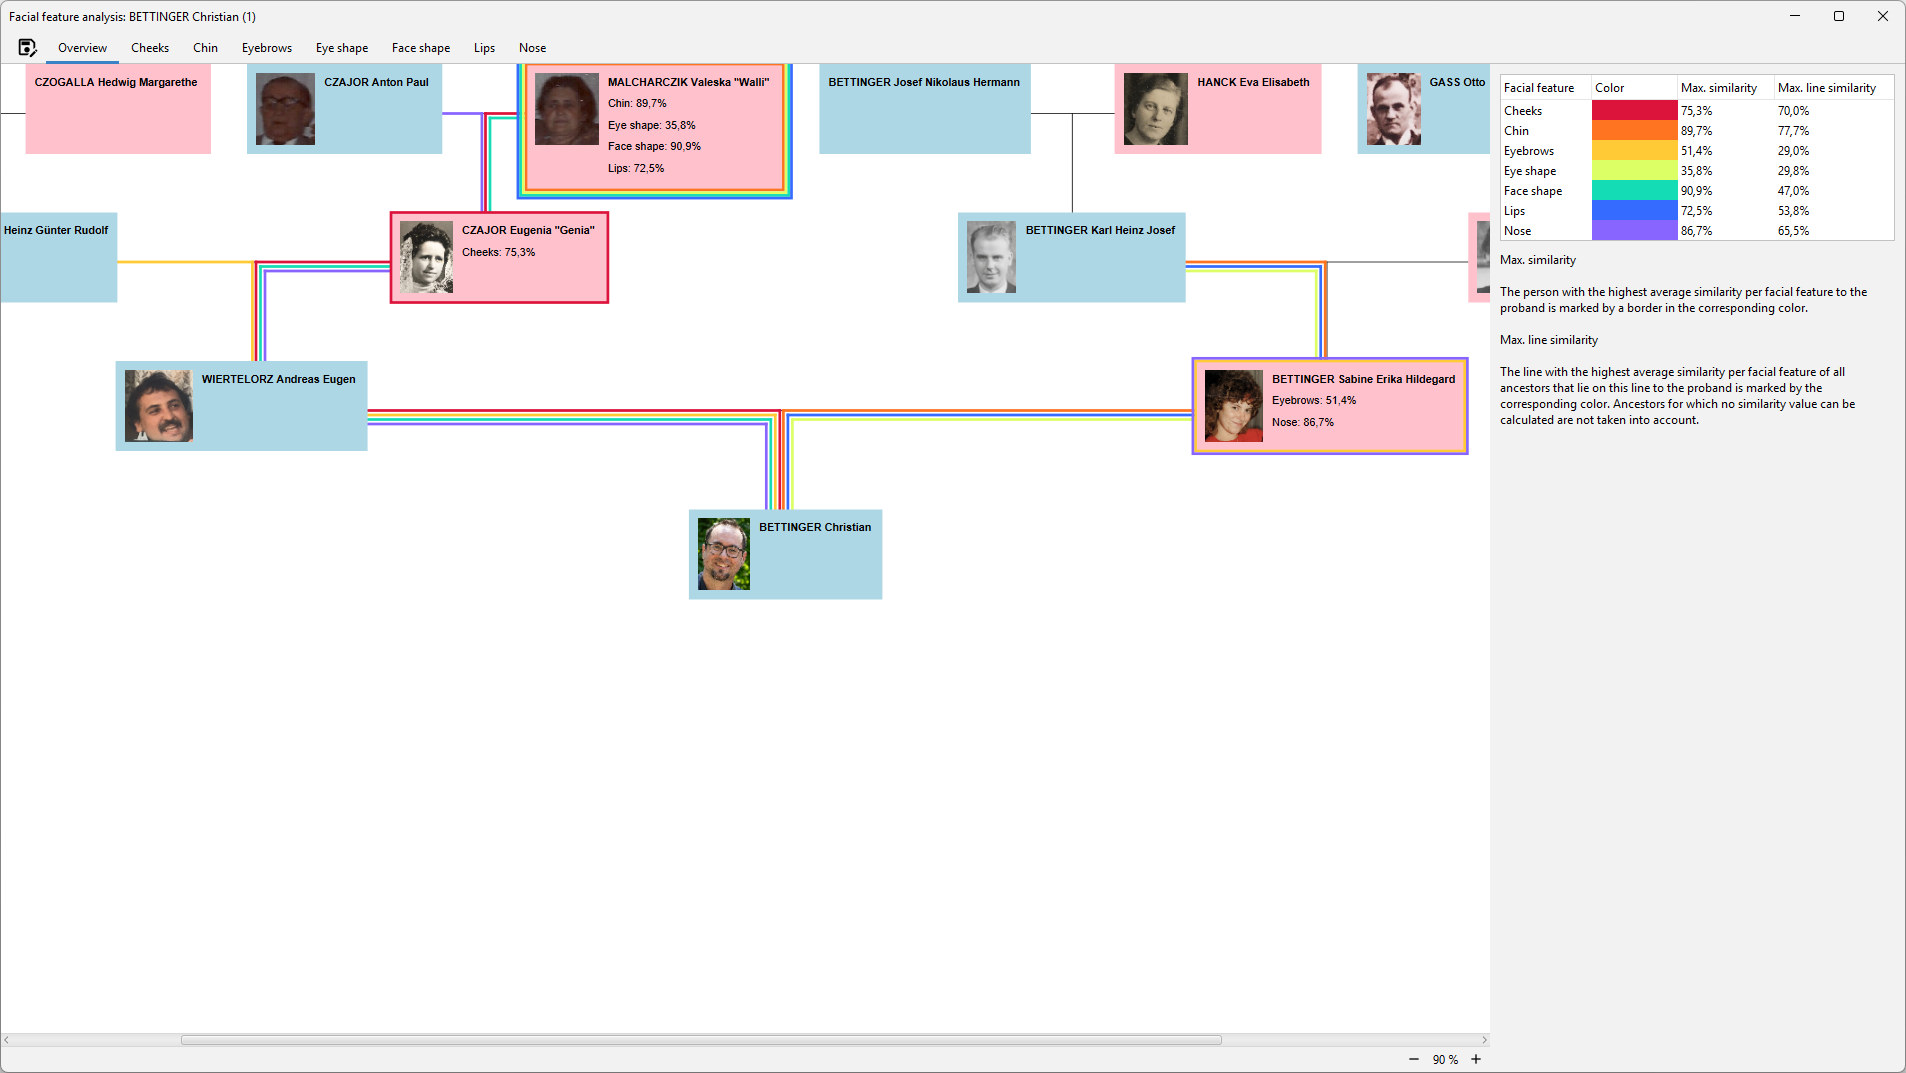 Facial feature analysis: BETTINGER Christian (1)
Overview Cheeks Chin Eyebrows Eye shape Face shape Lips Nose
CZOGALLA Hedwig Margarethe
CZAJOR Anton Paul
MALCHARCZIK Valeska "Walli"
Chin: 89,7%
Eye shape: 35,8%
Face shape: 90,9%
Lips: 72,5%
BETTINGER Josef Nikolaus Hermann
HANCK Eva Elisabeth
GASS Otto
Heinz Günter Rudolf
CZAJOR Eugenia "Genia"
Cheeks: 75,3%
BETTINGER Karl Heinz Josef
WIERTELORZ Andreas Eugen
BETTINGER Sabine Erika Hildegard
Eyebrows: 51,4%
Nose: 86,7%
BETTINGER Christian
Facial feature Color Max. similarity Max. line similarity
Cheeks 75,3% 70,0%
Chin 89,7% 77,7%
Eyebrows 51,4% 29,0%
Eye shape 35,8% 29,8%
Face shape 90,9% 47,0%
Lips 72,5% 53,8%
Nose 86,7% 65,5%
Max. similarity
The person with the highest average similarity per facial feature to the
proband is marked by a border in the corresponding color.
Max. line similarity
The line with the highest average similarity per facial feature of all
ancestors that lie on this line to the proband is marked by the
corresponding color. Ancestors for which no similarity value can be
calculated are not taken into account.
90 %